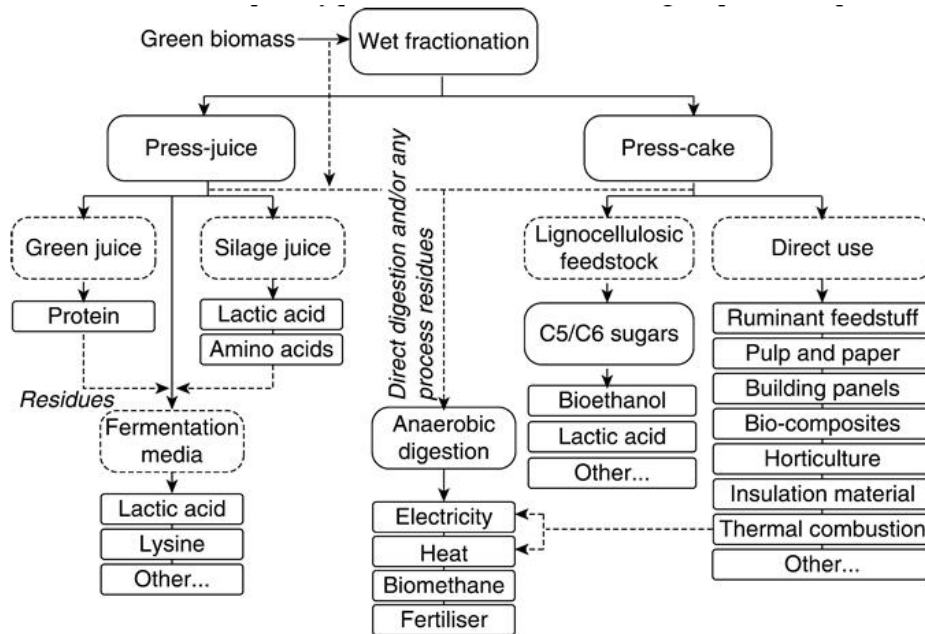 Green biomass
Wet fractionation
Press-juice
Press-cake
Direct digestion and/or any
process residues
Green juice
Silage juice
Lignocellulosic
feedstock
Direct use
Protein
Lactic acid
Amino acids
C5/C6 sugars
Ruminant feedstuff
Pulp and paper
Building panels
Bio-composites
Horticulture
Insulation material
Thermal combustion
Other...
Residues
Fermentation
media
Anaerobic
digestion
Bioethanol
Lactic acid
Other...
Lactic acid
Lysine
Other...
Electricity
Heat
Biomethane
Fertiliser